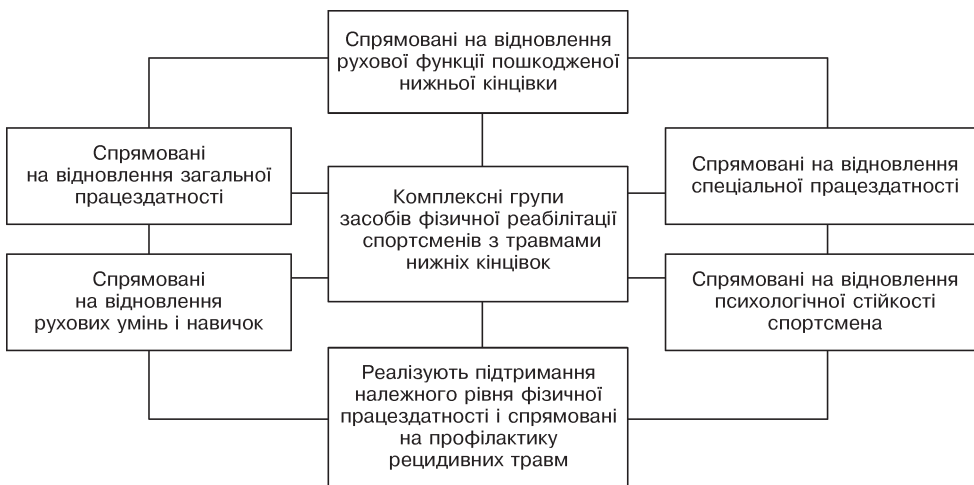 Спрямовані на відновлення
рухової функції пошкодженої
нижньої кінцівки
Спрямовані
на відновлення загальної
працездатності
Комплексні групи
засобів фізичної реабілітації
спортсменів з травмами
нижніх кінцівок
Спрямовані на відновлення
спеціальної працездатності
Спрямовані
на відновлення
рухових умінь і навичок
Спрямовані на відновлення
психологічної стійкості
спортсмена
Реалізують підтримання
належного рівня фізичної
працездатності і спрямовані
на профілактику
рецидивних травм